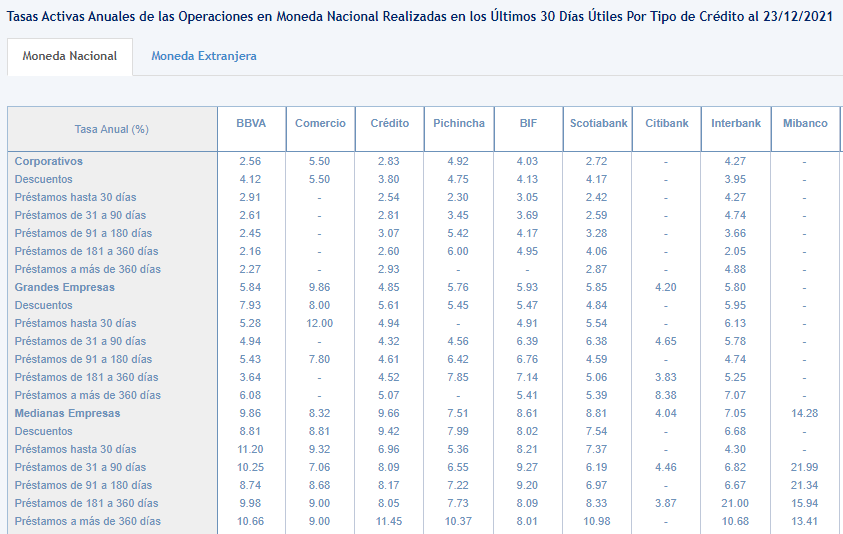 Tasas Activas Anuales de las Operaciones en Moneda Nacional Realizadas en los Últimos 30 Días Útiles Por Tipo de Crédito al 23/12/2021
Moneda Nacional Moneda Extranjera
Tasa Anual (%) BBVA Comercio Crédito Pichincha BIF Scotiabank Citibank Interbank Mibanco
Corporativos 2.56 5.50 2.83 4.92 4.03 2.72 - 4.27 -
Descuentos 4.12 5.50 3.80 4.75 4.13 4.17 - 3.95 -
Préstamos hasta 30 días 2.91 - 2.54 2.30 3.05 2.42 - 4.27 -
Préstamos de 31 a 90 días 2.61 - 2.81 3.45 3.69 2.59 - 4.74 -
Préstamos de 91 a 180 días 2.45 - 3.07 5.42 4.17 3.28 - 3.66 -
Préstamos de 181 a 360 días 2.16 - 2.60 6.00 4.95 4.06 - 2.05 -
Préstamos a más de 360 días 2.27 - 2.93 - - 2.87 - 4.88 -
Grandes Empresas 5.84 9.86 4.85 5.76 5.93 5.85 4.20 5.80 -
Descuentos 7.93 8.00 5.61 5.45 5.47 4.84 - 5.95 -
Préstamos hasta 30 días 5.28 12.00 4.94 - 4.91 5.54 - 6.13 -
Préstamos de 31 a 90 días 4.94 - 4.32 4.56 6.39 6.38 4.65 5.78 -
Préstamos de 91 a 180 días 5.43 7.80 4.61 6.42 6.76 4.59 - 4.74 -
Préstamos de 181 a 360 días 3.64 - 4.52 7.85 7.14 5.06 3.83 5.25 -
Préstamos a más de 360 días 6.08 - 5.07 - 5.41 5.39 8.38 7.07 -
Medianas Empresas 9.86 8.32 9.66 7.51 8.61 8.81 4.04 7.05 14.28
Descuentos 8.81 8.81 9.42 7.99 8.02 7.54 - 6.68 -
Préstamos hasta 30 días 11.20 9.32 6.96 5.36 8.21 7.37 - 4.30 -
Préstamos de 31 a 90 días 10.25 7.06 8.09 6.55 9.27 6.19 4.46 6.82 21.99
Préstamos de 91 a 180 días 8.74 8.68 8.17 7.22 9.20 6.97 - 6.67 21.34
Préstamos de 181 a 360 días 9.98 9.00 8.05 7.73 8.09 8.33 3.87 21.00 15.94
Préstamos a más de 360 días 10.66 9.00 11.45 10.37 8.01 10.98 - 10.68 13.41